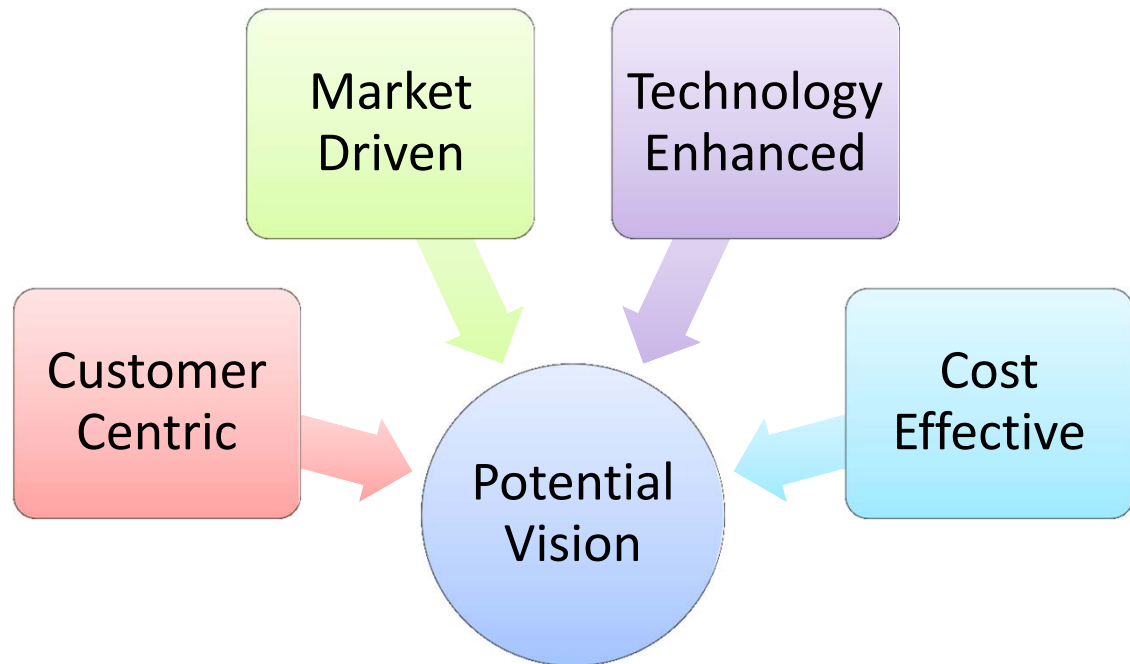 Market
Driven
Technology
Enhanced
Customer
Centric
Cost
Effective
Potential
Vision